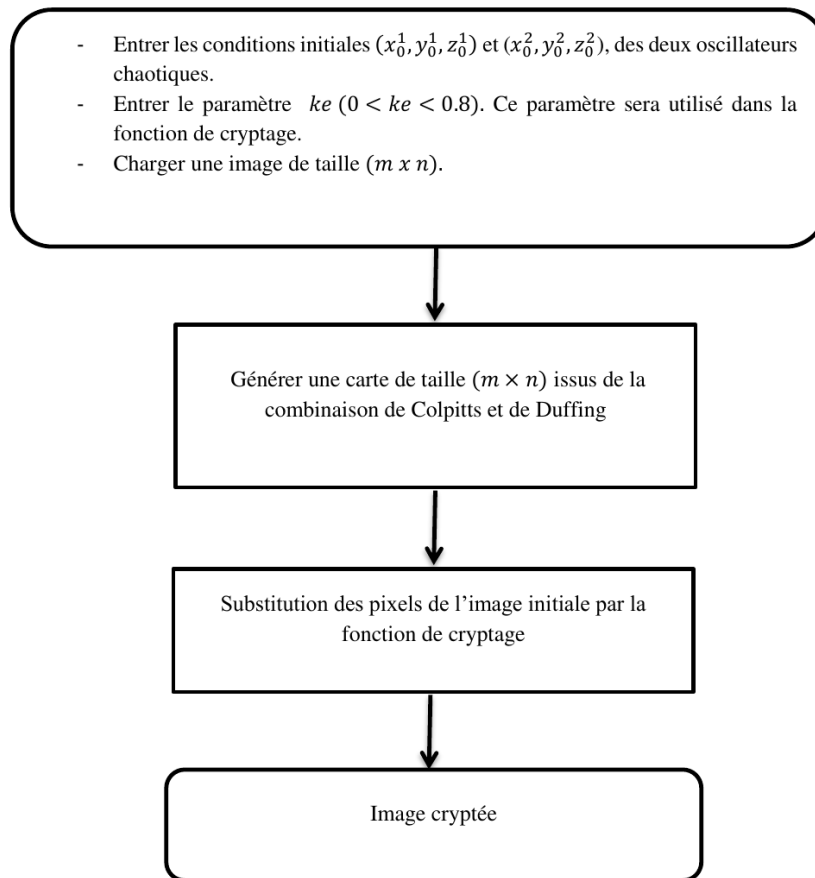 - Entrer les conditions initiales (x₀¹, y₀¹, z₀¹) et (x₀², y₀², z₀²), des deux oscillateurs
chaotiques.
- Entrer le paramètre ke (0 < ke < 0.8). Ce paramètre sera utilisé dans la
fonction de cryptage.
- Charger une image de taille (m x n).
Générer une carte de taille (m × n) issus de la
combinaison de Colpitts et de Duffing
Substitution des pixels de l’image initiale par la
fonction de cryptage
Image cryptée